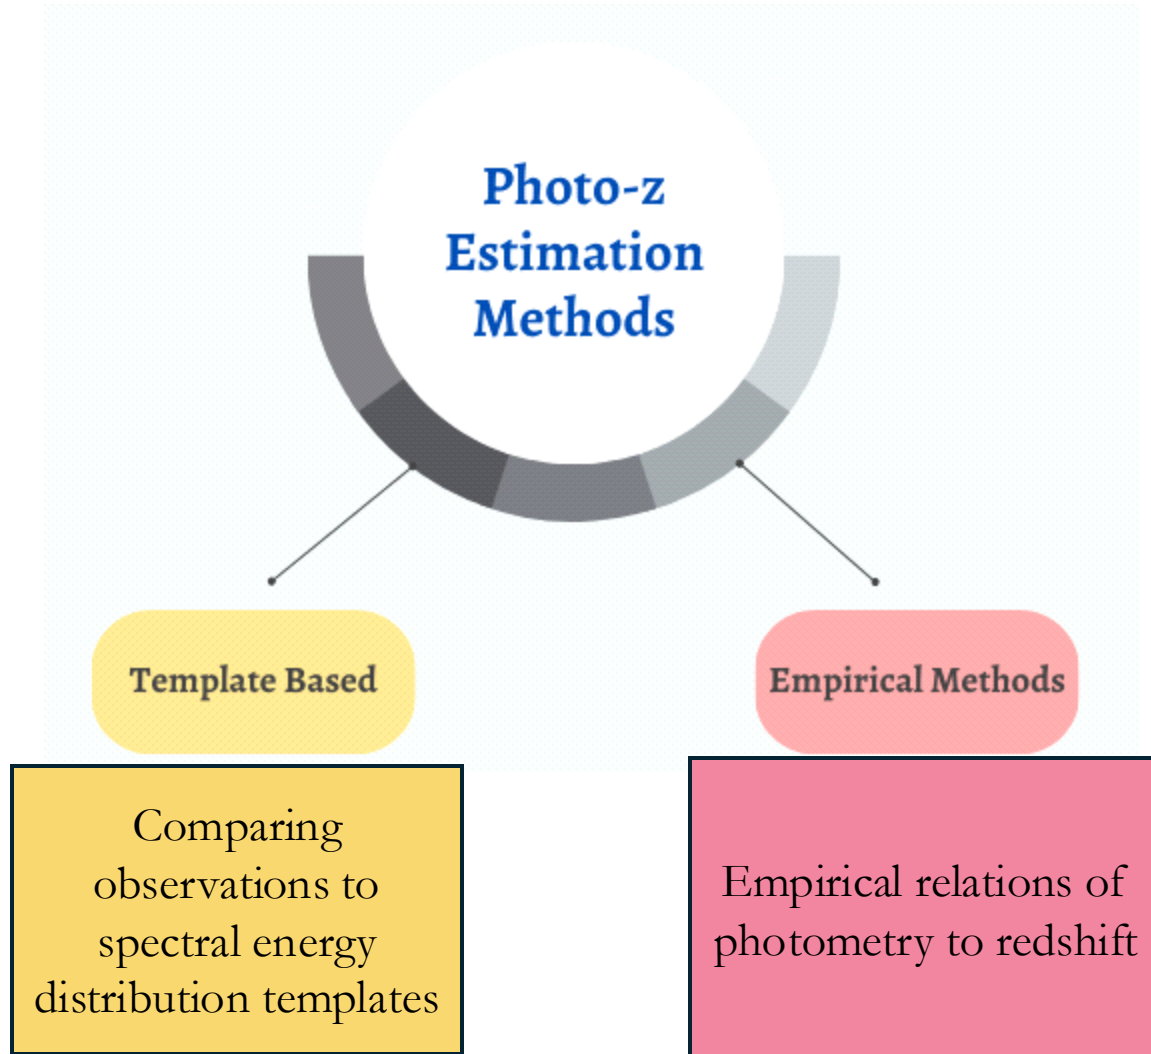 Photo-z
Estimation
Methods
Template Based
Empirical Methods
Comparing
observations to
spectral energy
distribution templates
Empirical relations of
photometry to redshift